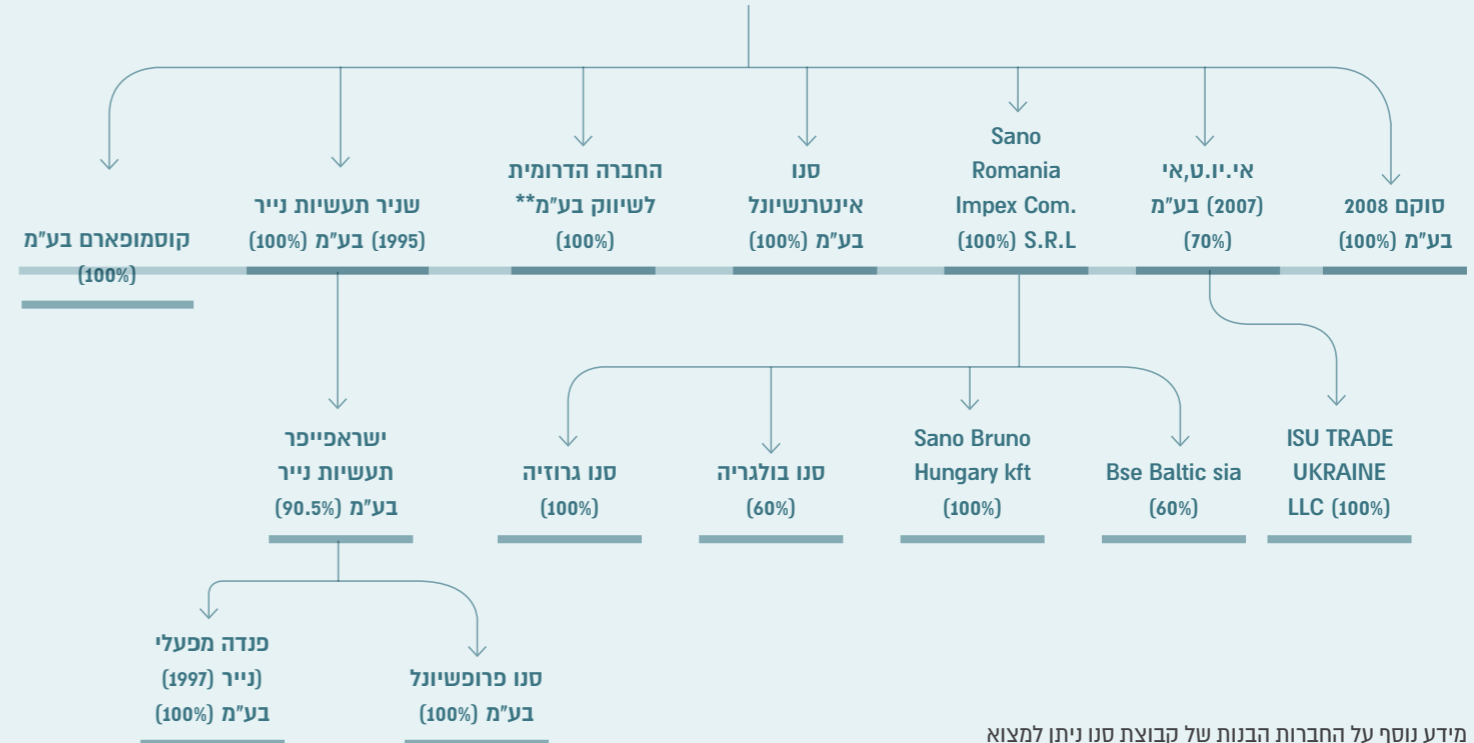 סוקם 2008
בע"מ (100%)
אי.יו.ט,אי
(2007) בע"מ
(70%)
Sano
Romania
Impex Com.
S.R.L (100%)
סנו
אינטרנשיונל
בע"מ (100%)
החברה הדרומית
לשיווק בע"מ**
(100%)
שניר תעשיות נייר
(1995) בע"מ (100%)
קוסמופארם בע"מ
(100%)
ISU TRADE
UKRAINE
LLC (100%)
Bse Baltic sia
(60%)
Sano Bruno
Hungary kft
(100%)
סנו בולגריה
(60%)
סנו גרוזיה
(100%)
ישראפייפר
תעשיות נייר
בע"מ (90.5%)
סנו פרופשיונל
בע"מ (100%)
פנדה מפעלי
(נייר (1997)
בע"מ (100%)
מידע נוסף על החברות הבנות של קבוצת סנו ניתן למצוא